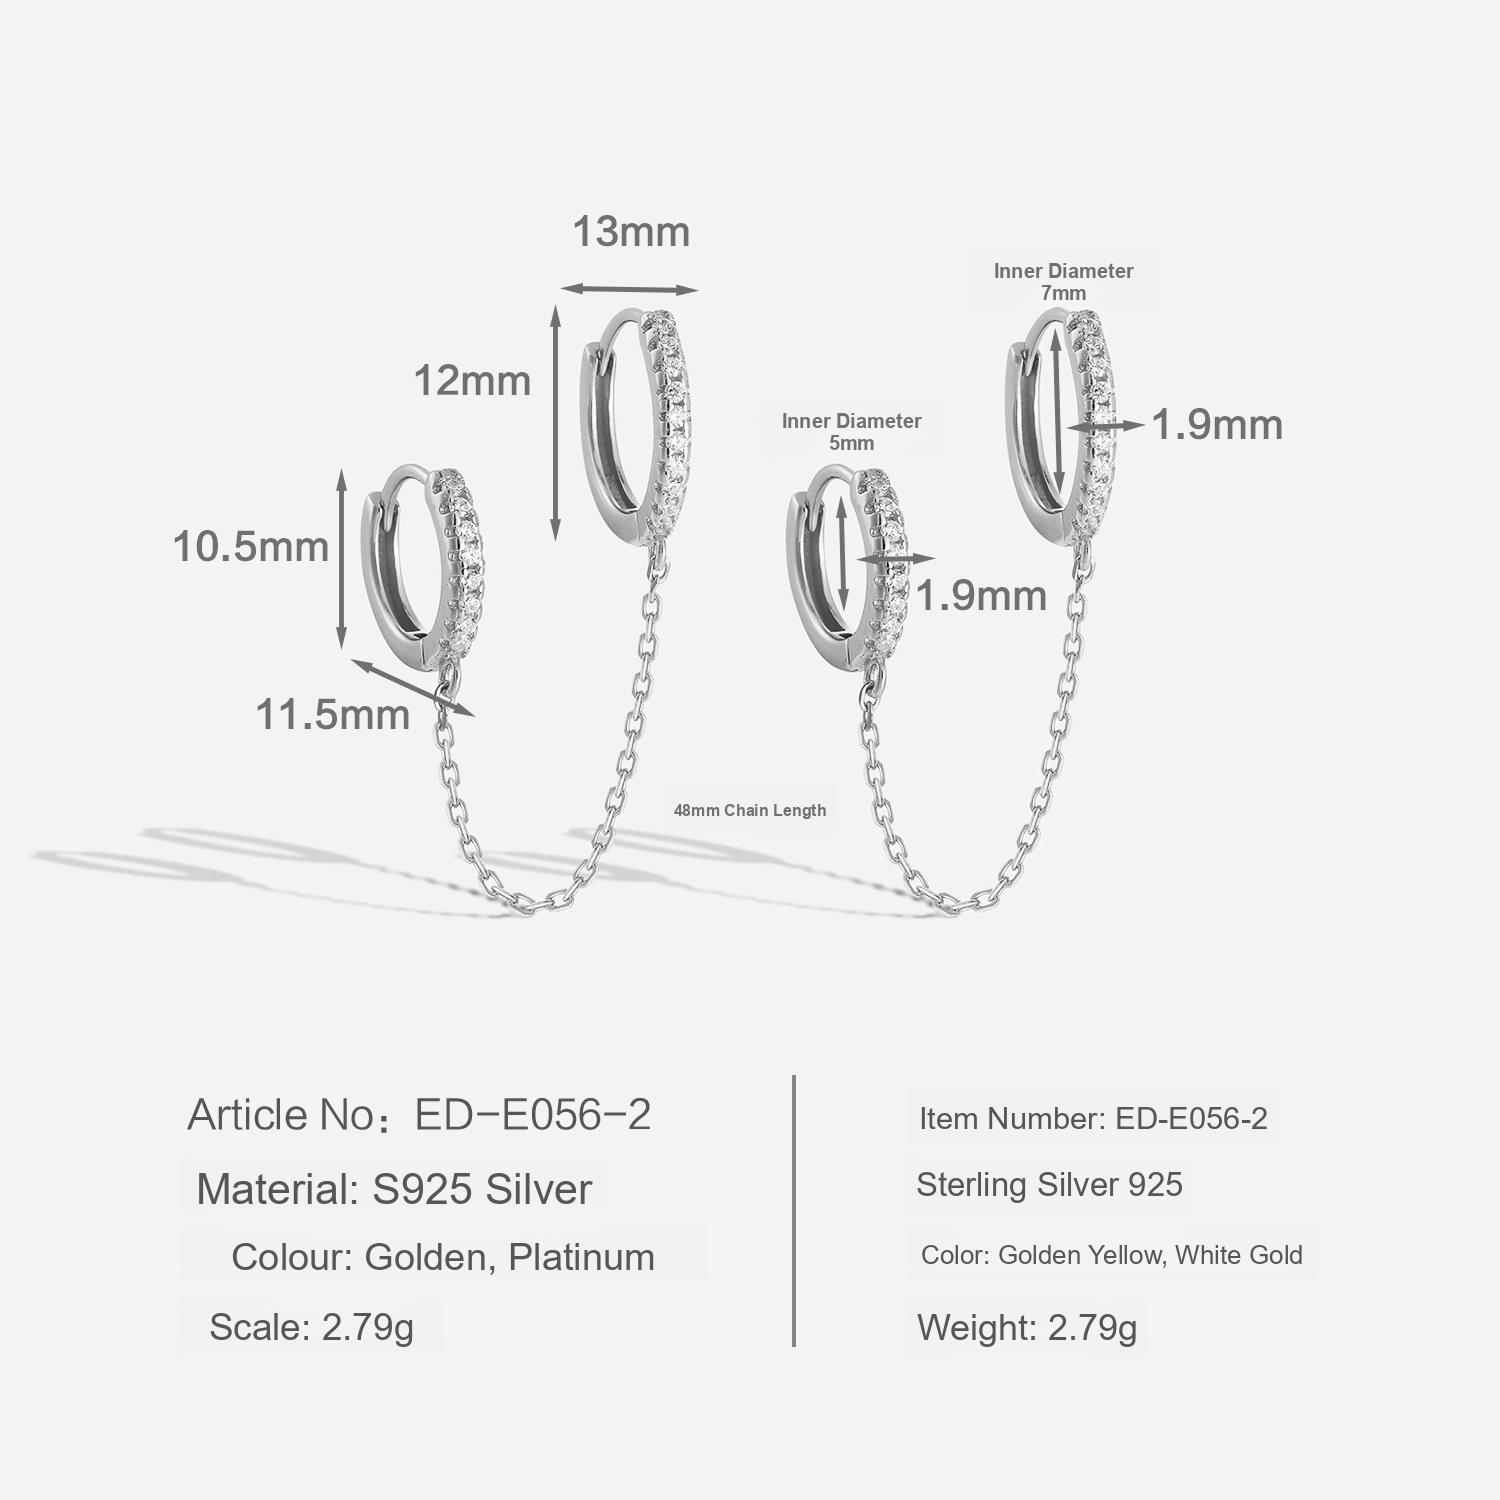 13mm
Inner Diameter
7mm
12mm
Inner Diameter
5mm
1.9mm
10.5mm
1.9mm
11.5mm
48mm Chain Length
Article No：ED-E056-2
Material: S925 Silver
Colour: Golden, Platinum
Scale: 2.79g
Item Number: ED-E056-2
Sterling Silver 925
Color: Golden Yellow, White Gold
Weight: 2.79g